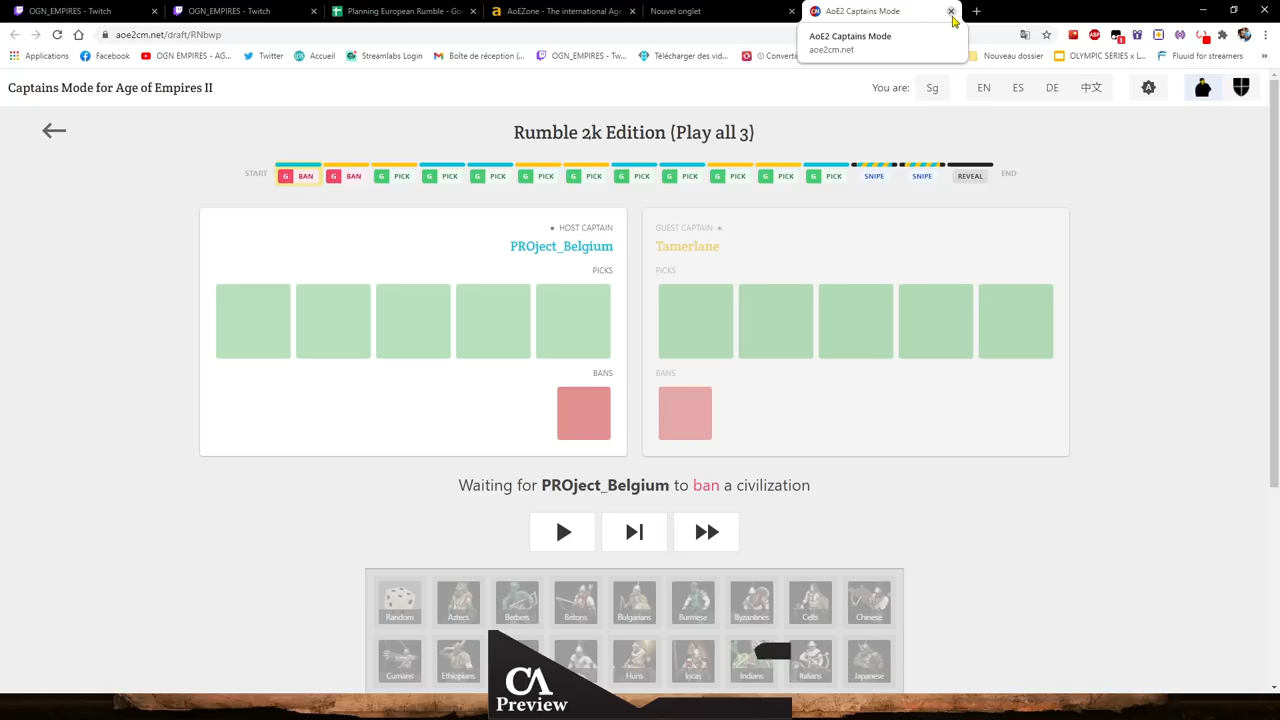 OGN_EMPIRES - Twitch
OGN_EMPIRES - Twitch
Planning European Rumble - Goo
AoEZone - The international Age
Nouvel onglet
AoE2 Captains Mode
AoE2 Captains Mode
aoe2cm.net
aoe2cm.net/draft/RNbwp
Applications
Facebook
OGN EMPIRES - AG...
Twitter
Accueil
Streamlabs Login
Boîte de réception...
OGN_EMPIRES - Tw...
Télécharger des vid...
Converti
Nouveau dossier
OLYMPIC SERIES x L...
Fluuid for streamers
Captains Mode for Age of Empires II
You are:
Sg
EN
ES
DE
中文
Rumble 2k Edition (Play all 3)
START
G BAN
G BAN
G PICK
G PICK
G PICK
G PICK
G PICK
G PICK
G PICK
G PICK
G PICK
G PICK
SNIPE
SNIPE
REVEAL
END
HOST CAPTAIN
PROject_Belgium
PICKS
BANS
GUEST CAPTAIN
Tamerlane
PICKS
BANS
Waiting for PROject_Belgium to ban a civilization
Random
Aztecs
Berbers
Britons
Bulgarians
Burmese
Byzantines
Celts
Chinese
Cumans
Ethiopians
Huns
Incas
Indians
Italians
Japanese
CA
Preview